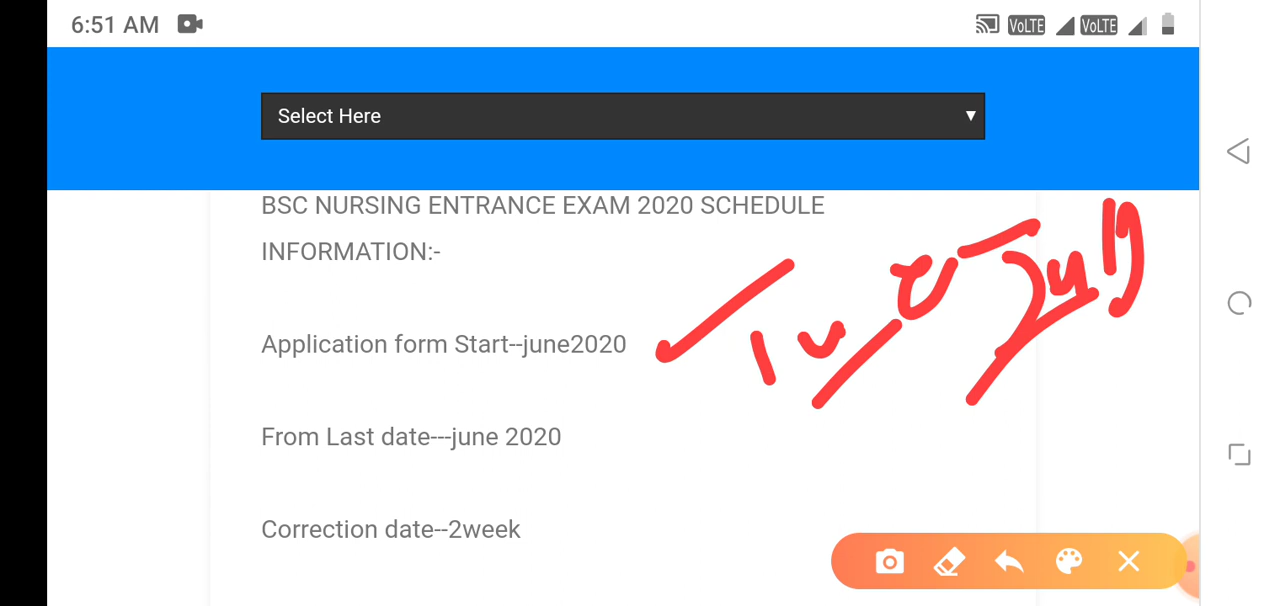 6:51 AM VoLTE VoLTE
Select Here
BSC NURSING ENTRANCE EXAM 2020 SCHEDULE
INFORMATION:-
Application form Start--june2020
July
From Last date---june 2020
Correction date--2week